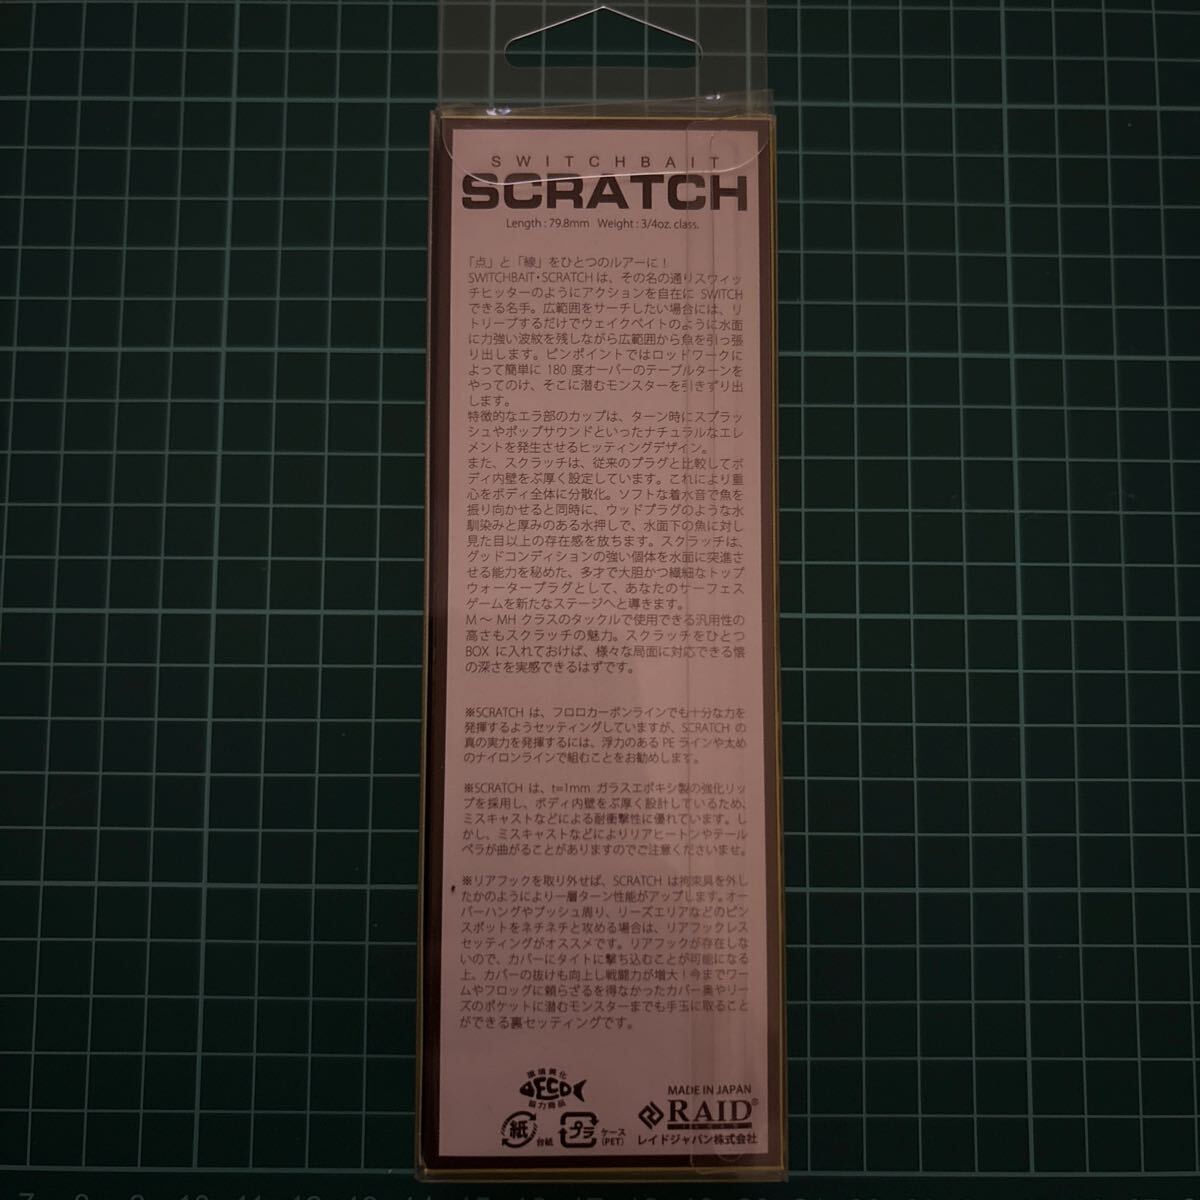 SWITCHBAIT
SCRATCH
Length : 79.8mm Weight : 3/4oz. class.
「点」と「線」をひとつのルアーに！
SWITCHBAIT・SCRATCHは、その名の通りスウィッ
チヒッターのようにアクションを自在に SWITCH
できる名手。広範囲をサーチしたい場合には、リ
トリーブするだけでウェイクベイトのように水面
に力強い波紋を残しながら広範囲から魚を引っ張
り出します。ピンポイントではロッドワークに
よって簡単に 180 度オーバーのテーブルターンを
やってのけ、そこに潜むモンスターを引きずり出
します。
特徴的なエラ部のカップは、ターン時にスプラッ
シュやポップサウンドといったナチュラルなエレ
メントを発生させるヒッティングデザイン。
また、スクラッチは、従来のプラグと比較してボ
ディ内壁をぶ厚く設定しています。これにより重
心をボディ全体に分散化。ソフトな着水音で魚を
振り向かせると同時に、ウッドプラグのような水
馴染みと厚みのある水押しで、水面下の魚に対し
見た目以上の存在感を放ちます。スクラッチは、
グッドコンディションの強い個体を水面に突進さ
せる能力を秘めた、多才で大胆かつ繊細なトップ
ウォータープラグとして、あなたのサーフェス
ゲームを新たなステージへと導きます。
M～MH クラスのタックルで使用できる汎用性の
高さもスクラッチの魅力。スクラッチをひとつ
BOX に入れておけば、様々な局面に対応できる懐
の深さを実感できるはずです。
※SCRATCH は、フロロカーボンラインでも十分な力を
発揮するようセッティングしていますが、SCRATCH の
真の実力を発揮するには、浮力のある PE ラインや太め
のナイロンラインで組むことをお勧めします。
※SCRATCH は、t=1mm ガラスエポキシ製の強化リッ
プを採用し、ボディ内壁をぶ厚く設計しているため、
ミスキャストなどによる耐衝撃性に優れています。し
かし、ミスキャストなどによりリアヒートンやテール
ペラが曲がることがありますのでご注意くださいませ。
※リアフックを取り外せば、SCRATCH は拘束具を外し
たかのようにより一層ターン性能がアップします。オー
バーハングやブッシュ周り、リーズエリアなどのピン
スポットをネチネチと攻める場合は、リアフックレス
セッティングがオススメです。リアフックが存在しな
いので、カバーにタイトに撃ち込むことが可能になる
上、カバーの抜けも向上し戦闘力が増大！今までワー
ムやフロッグに頼らざるを得なかったカバー奥やリー
ズのポケットに潜むモンスターまでも手玉に取ること
ができる裏セッティングです。
環境美化
ECO
協力商品
紙 台紙
プラ ケース
(PET)
MADE IN JAPAN
RAID®
JAPAN
レイドジャパン株式会社
7 8 9 10 11 12 13 14